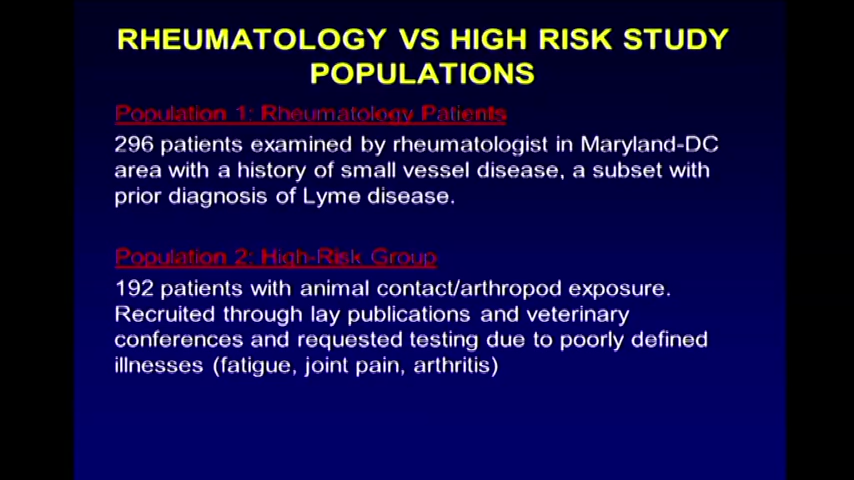 RHEUMATOLOGY VS HIGH RISK STUDY
POPULATIONS
Population 1: Rheumatology Patients
296 patients examined by rheumatologist in Maryland-DC
area with a history of small vessel disease, a subset with
prior diagnosis of Lyme disease.
Population 2: High-Risk Group
192 patients with animal contact/arthropod exposure.
Recruited through lay publications and veterinary
conferences and requested testing due to poorly defined
illnesses (fatigue, joint pain, arthritis)